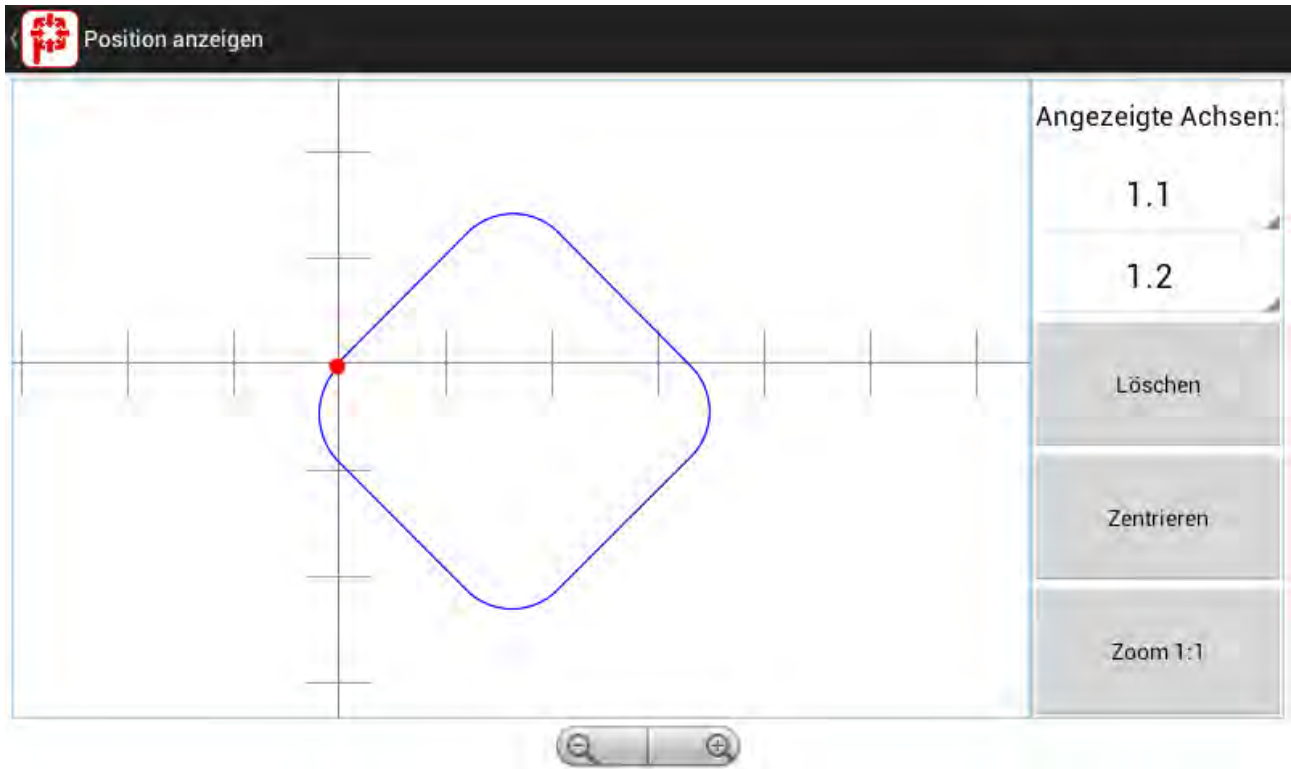 Position anzeigen
Angezeigte Achsen:
1.1
1.2
Löschen
Zentrieren
Zoom 1:1